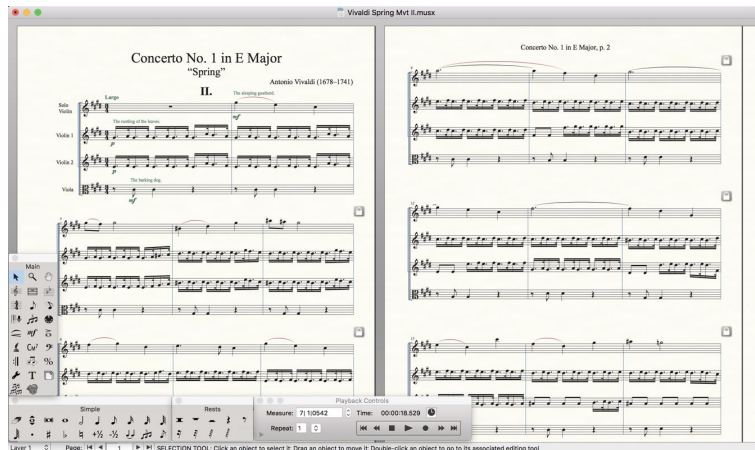 Vivaldi Spring Mvt II.musx
Concerto No. 1 in E Major
“Spring”
Antonio Vivaldi (1678–1741)
II.
Largo
The sleeping goatherd.
Solo
Violin
mf
The rustling of the leaves.
Violin 1
p
Violin 2
p
The barking dog.
Viola
mf
Concerto No. 1 in E Major, p. 2
Main
Simple
Rests
Playback Controls
Measure: 7| 1|0542 Time: 00:00:18.529
Repeat: 1
Layer 1 Page: 1 SELECTION TOOL: Click an object to select it; Drag an object to move it; Double-click an object to go to its associated editing tool